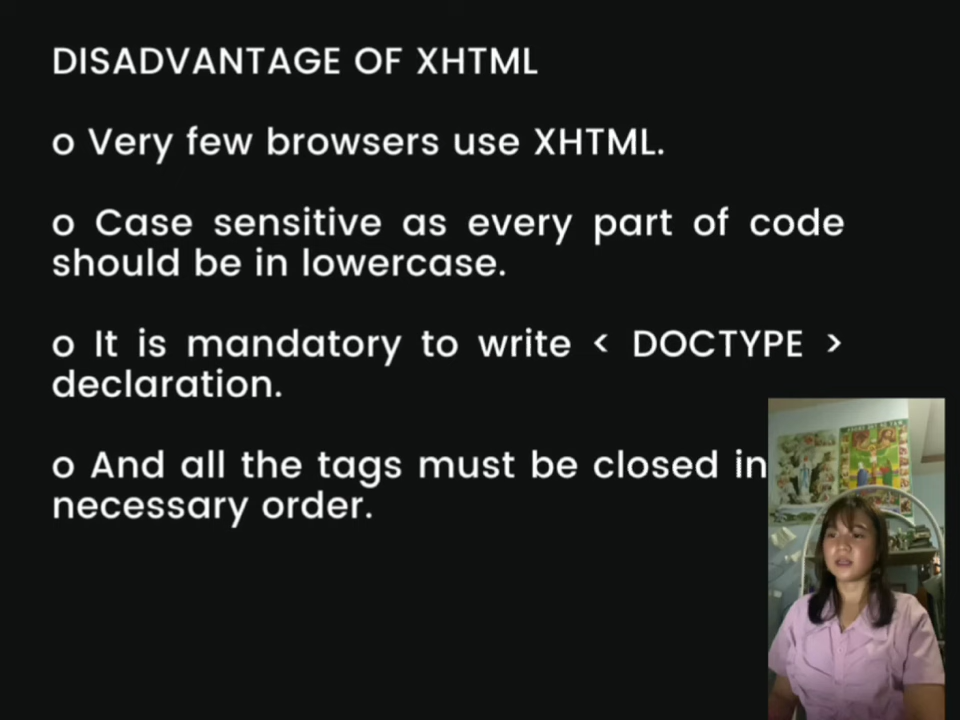 DISADVANTAGE OF XHTML
o Very few browsers use XHTML.
o Case sensitive as every part of code
should be in lowercase.
o It is mandatory to write < DOCTYPE >
declaration.
o And all the tags must be closed in
necessary order.